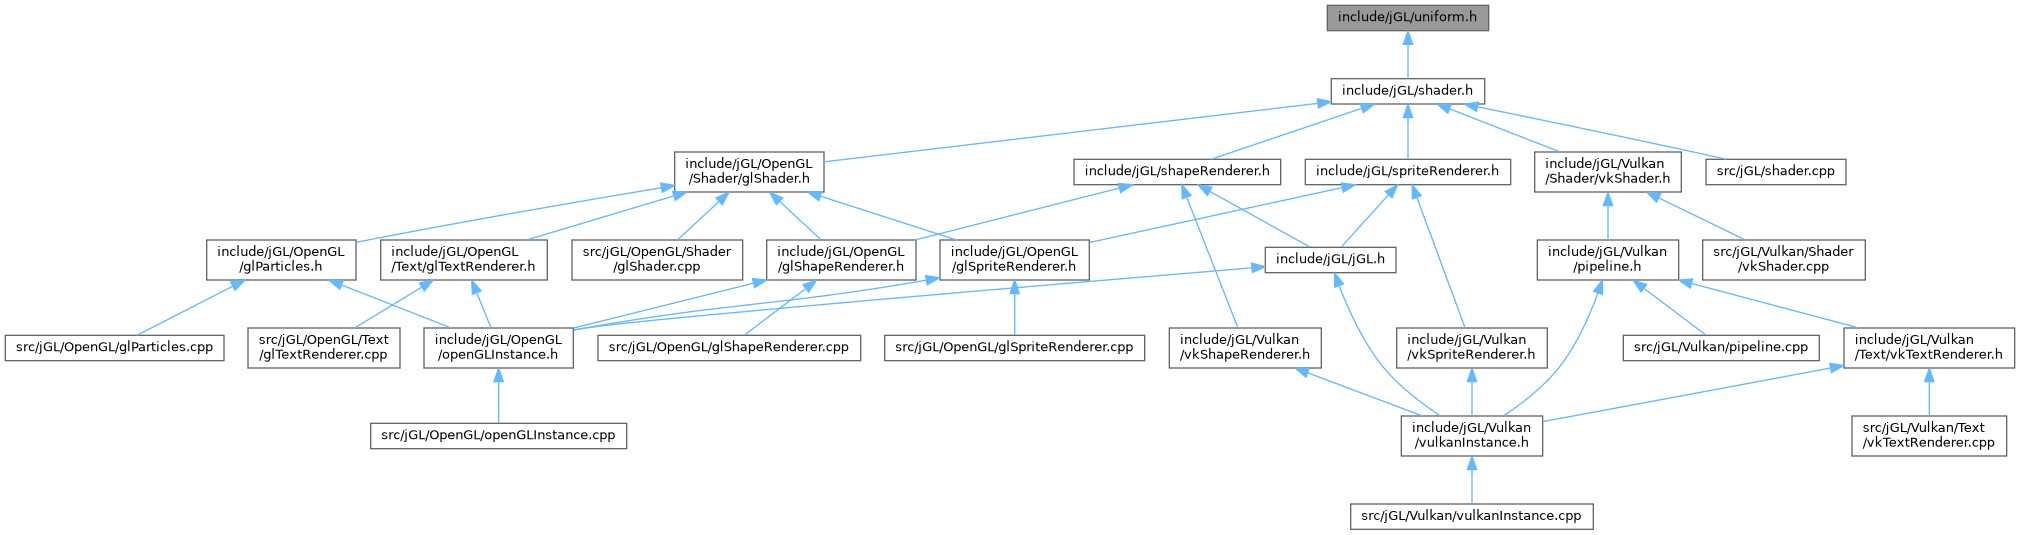 include/jGL/uniform.h
include/jGL/shader.h
include/jGL/OpenGL
/Shader/glShader.h
include/jGL/shapeRenderer.h
include/jGL/spriteRenderer.h
include/jGL/Vulkan
/Shader/vkShader.h
src/jGL/shader.cpp
include/jGL/OpenGL
/glParticles.h
include/jGL/OpenGL
/Text/glTextRenderer.h
src/jGL/OpenGL/Shader
/glShader.cpp
include/jGL/OpenGL
/glShapeRenderer.h
include/jGL/OpenGL
/glSpriteRenderer.h
include/jGL/jGL.h
include/jGL/Vulkan
/pipeline.h
src/jGL/Vulkan/Shader
/vkShader.cpp
src/jGL/OpenGL/glParticles.cpp
src/jGL/OpenGL/Text
/glTextRenderer.cpp
include/jGL/OpenGL
/openGLInstance.h
src/jGL/OpenGL/glShapeRenderer.cpp
src/jGL/OpenGL/glSpriteRenderer.cpp
include/jGL/Vulkan
/vkShapeRenderer.h
include/jGL/Vulkan
/vkSpriteRenderer.h
src/jGL/Vulkan/pipeline.cpp
include/jGL/Vulkan
/Text/vkTextRenderer.h
src/jGL/OpenGL/openGLInstance.cpp
include/jGL/Vulkan
/vulkanInstance.h
src/jGL/Vulkan/Text
/vkTextRenderer.cpp
src/jGL/Vulkan/vulkanInstance.cpp